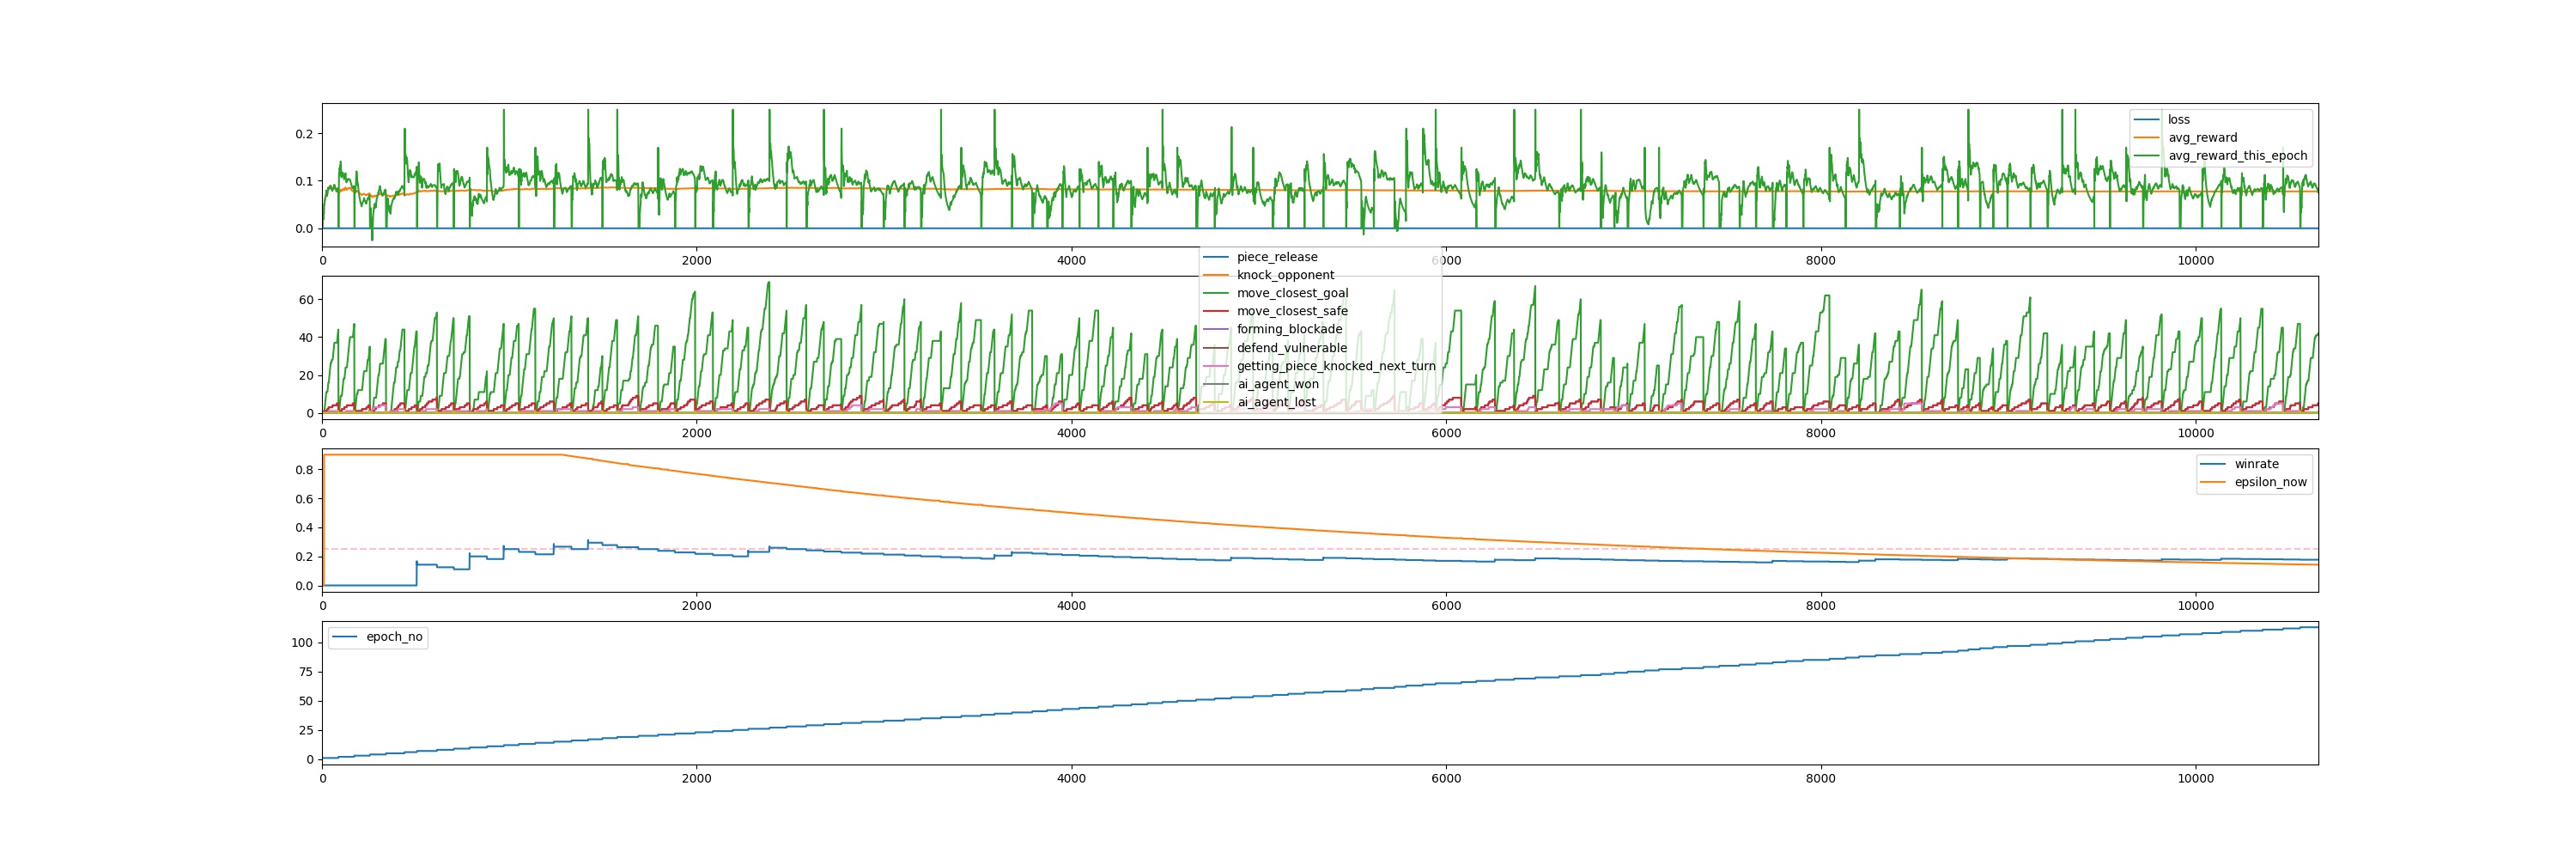 0.2
0.1
0.0
loss
avg_reward
avg_reward_this_epoch
0 2000 4000 6000 8000 10000
60
40
20
0
piece_release
knock_opponent
move_closest_goal
move_closest_safe
forming_blockade
defend_vulnerable
getting_piece_knocked_next_turn
ai_agent_won
ai_agent_lost
0 2000 4000 6000 8000 10000
0.8
0.6
0.4
0.2
0.0
winrate
epsilon_now
0 2000 4000 6000 8000 10000
100
75
50
25
0
epoch_no
0 2000 4000 6000 8000 10000